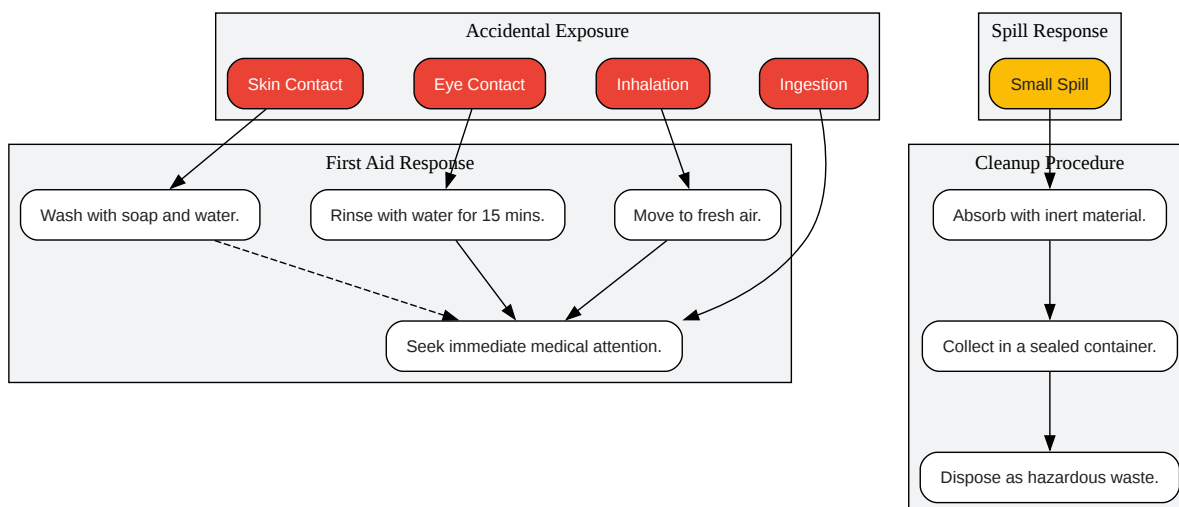 Accidental Exposure
Skin Contact
Eye Contact
Inhalation
Ingestion
First Aid Response
Wash with soap and water.
Rinse with water for 15 mins.
Move to fresh air.
Seek immediate medical attention.
Spill Response
Small Spill
Cleanup Procedure
Absorb with inert material.
Collect in a sealed container.
Dispose as hazardous waste.